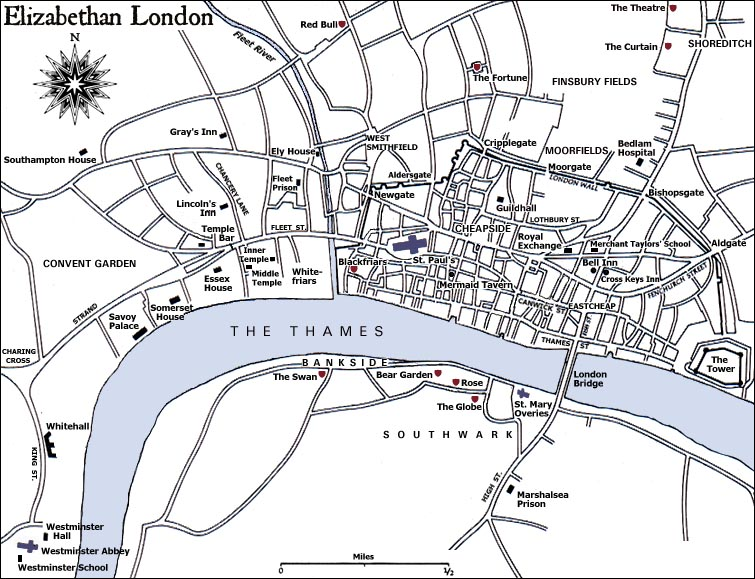 Elizabethan London
N
Fleet River
Red Bull
The Theatre
The Curtain
SHOREDITCH
The Fortune
FINSBURY FIELDS
Gray's Inn
Ely House
WEST
SMITHFIELD
Cripplegate
MOORFIELDS
Bedlam
Hospital
Moorgate
Southampton House
Aldersgate
LONDON WALL
CHANCERY LANE
Fleet
Prison
Newgate
Bishopsgate
Lincoln's
Inn
Guildhall
LOTHBURY ST.
Temple
Bar
FLEET ST.
CHEAPSIDE
Royal
Exchange
Merchant Taylors' School
Aldgate
CONVENT GARDEN
Inner
Temple
Middle
Temple
White-
friars
Blackfriars
St. Paul's
Bell Inn
Cross Keys Inn
Essex
House
Mermaid Tavern
FENCHURCH STREET
STRAND
Somerset
House
Savoy
Palace
CANWICK ST
EASTCHEAP
THE THAMES
THAMES ST
CHARING
CROSS
BANKSIDE
The
Tower
The Swan
Bear Garden
Rose
London
Bridge
The Globe
St. Mary
Overies
Whitehall
SOUTHWARK
KING ST.
HIGH ST.
Marshalsea
Prison
Westminster
Hall
Westminster Abbey
Westminster School
Miles
0
1/2